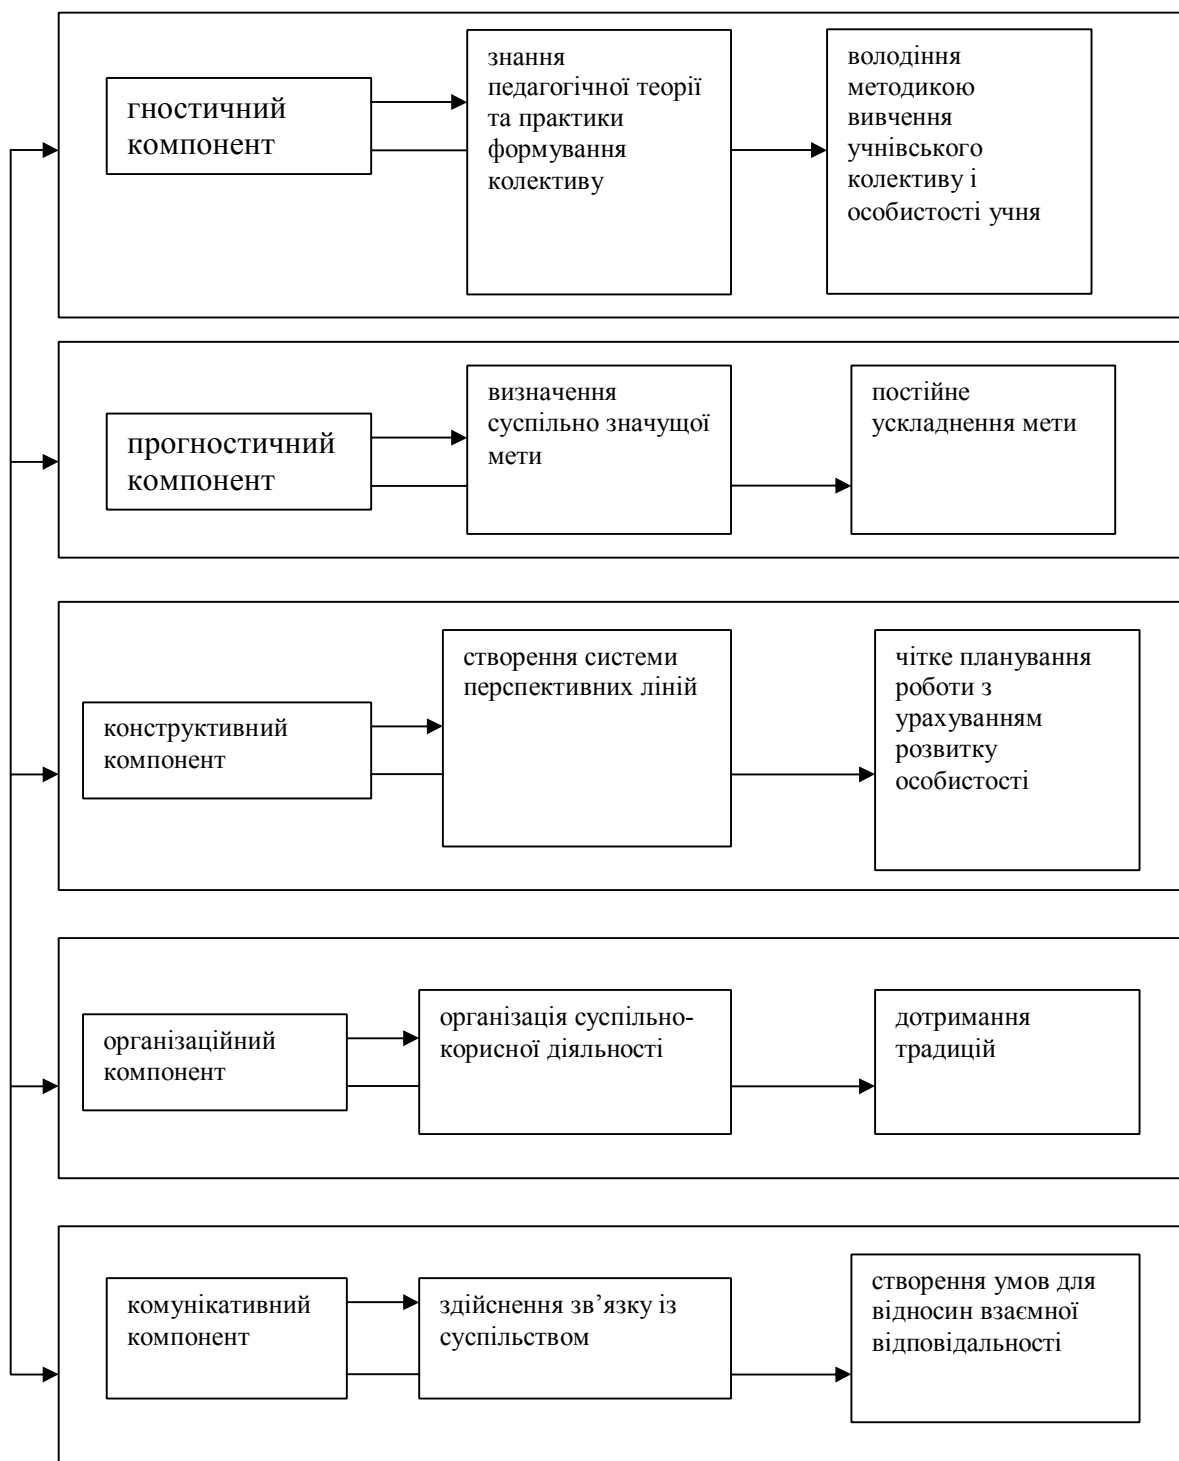 гностичний
компонент
знання
педагогічної теорії
та практики
формування
колективу
володіння
методикою
вивчення
учнівського
колективу і
особистості учня
прогностичний
компонент
визначення
суспільно значущої
мети
постійне
ускладнення мети
конструктивний
компонент
створення системи
перспективних ліній
чітке планування
роботи з
урахуванням
розвитку
особистості
організаційний
компонент
організація суспільно-
корисної діяльності
дотримання
традицій
комунікативний
компонент
здійснення зв’язку із
суспільством
створення умов для
відносин взаємної
відповідальності